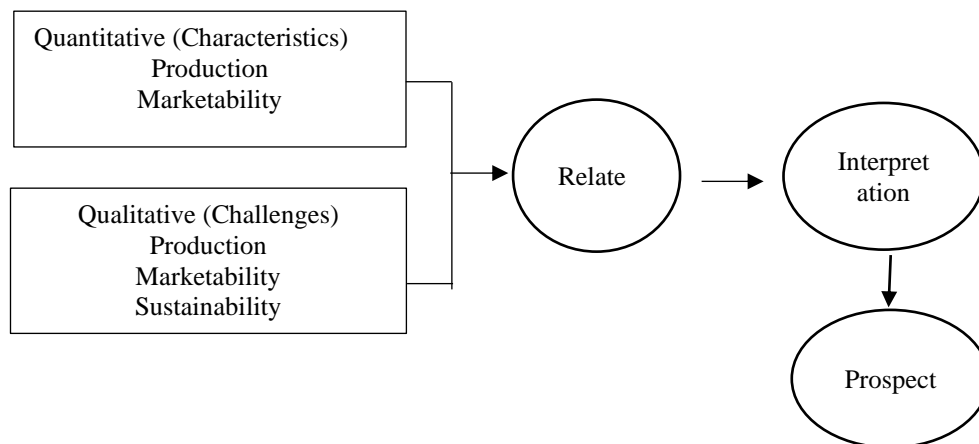 Quantitative (Characteristics)
Production
Marketability
Qualitative (Challenges)
Production
Marketability
Sustainability
Relate
Interpret
ation
Prospect